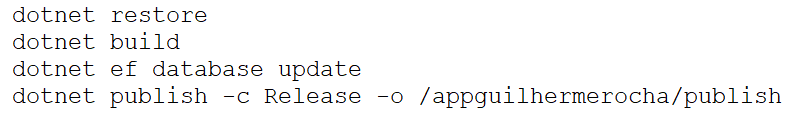 dotnet restore
dotnet build
dotnet ef database update
dotnet publish -c Release -o /appguilhermerocha/publish